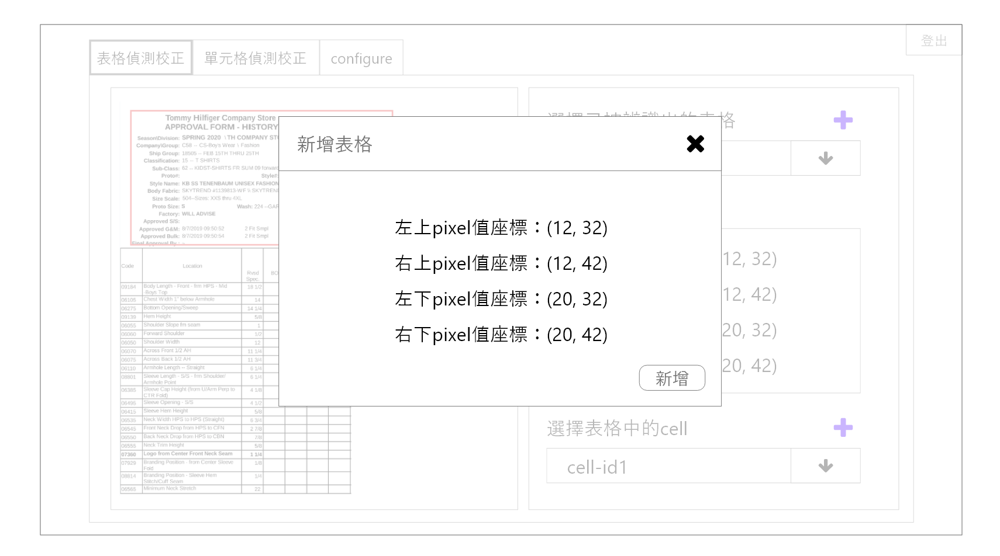 登出
表格偵測校正
單元格偵測校正
configure
Tommy Hilfiger Company Store
APPROVAL FORM - HISTORY
Season\Division: SPRING 2020 \ TH COMPANY
Company\Group: C58 -- CS-Boy's Wear \ Fashion
Ship Group: 18505 -- FEB 15TH THRU 25TH
Classification: 15 -- T SHIRTS
Sub-Class: 62 -- KIDST-SHIRTS FR SUM 09 forward
Proto#: Style#:
Style Name: KB SS TENENBAUM UNISEX FASHION
Body Fabric: SKYTREND #1139813-WF \\ SKYTREND
Size Scale: 504--Sizes: XXS thru 4XL
Proto Size: S Wash: 224 --GAR
Factory: WILL ADVISE
Approved S/S:
Approved G&M: 8/7/2019 09:50:52 2 Fit Smpl
Approved Bulk: 8/7/2019 09:50:54 2 Fit Smpl
Final Approval By : -
Code Location Rvsd Spec. BO
09184 Body Length - Front - frm HPS - Mid 18 1/2
-Boys Top
06105 Chest Width 1" below Armhole 14
06275 Bottom Opening/Sweep 14 1/4
09139 Hem Height 5/8
06055 Shoulder Slope fm seam 1
06060 Forward Shoulder 1/2
06050 Shoulder Width 12
06070 Across Front 1/2 AH 11 1/4
06075 Across Back 1/2 AH 11 3/4
06110 Armhole Length -- Straight 6 1/4
08801 Sleeve Length - S/S - frm Shoulder/ 6 1/4
Armhole Point
06385 Sleeve Cap Height (from U/Arm Perp to 4 1/8
CTR Fold)
06495 Sleeve Opening - S/S 4 1/2
06415 Sleeve Hem Height 5/8
06535 Neck Width HPS to HPS (Straight) 6 3/4
06545 Front Neck Drop from HPS to CFN 2 7/8
06550 Back Neck Drop from HPS to CBN 7/8
06555 Neck Trim Height 5/8
07360 Logo from Center Front Neck Seam 1 1/4
07929 Branding Position - from Center Sleeve 1/8
Fold
08814 Branding Position - Sleeve Hem 1/4
Stitch/Cuff Seam
06565 Minimum Neck Stretch 22
新增表格
左上pixel值座標：(12, 32)
右上pixel值座標：(12, 42)
左下pixel值座標：(20, 32)
右下pixel值座標：(20, 42)
新增
選擇已被辨識出的表格
12, 32)
12, 42)
20, 32)
20, 42)
選擇表格中的cell
cell-id1